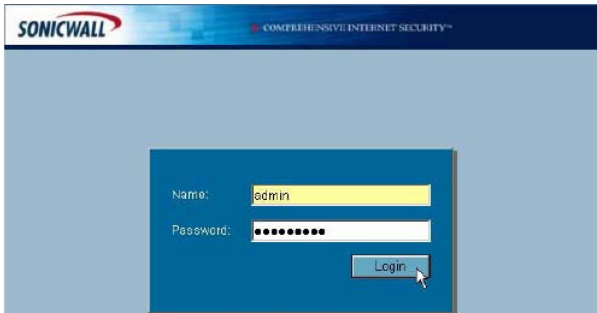 SONICWALL
COMPREHENSIVE INTERNET SECURITY™
Name: admin
Password: •••••••••
Login